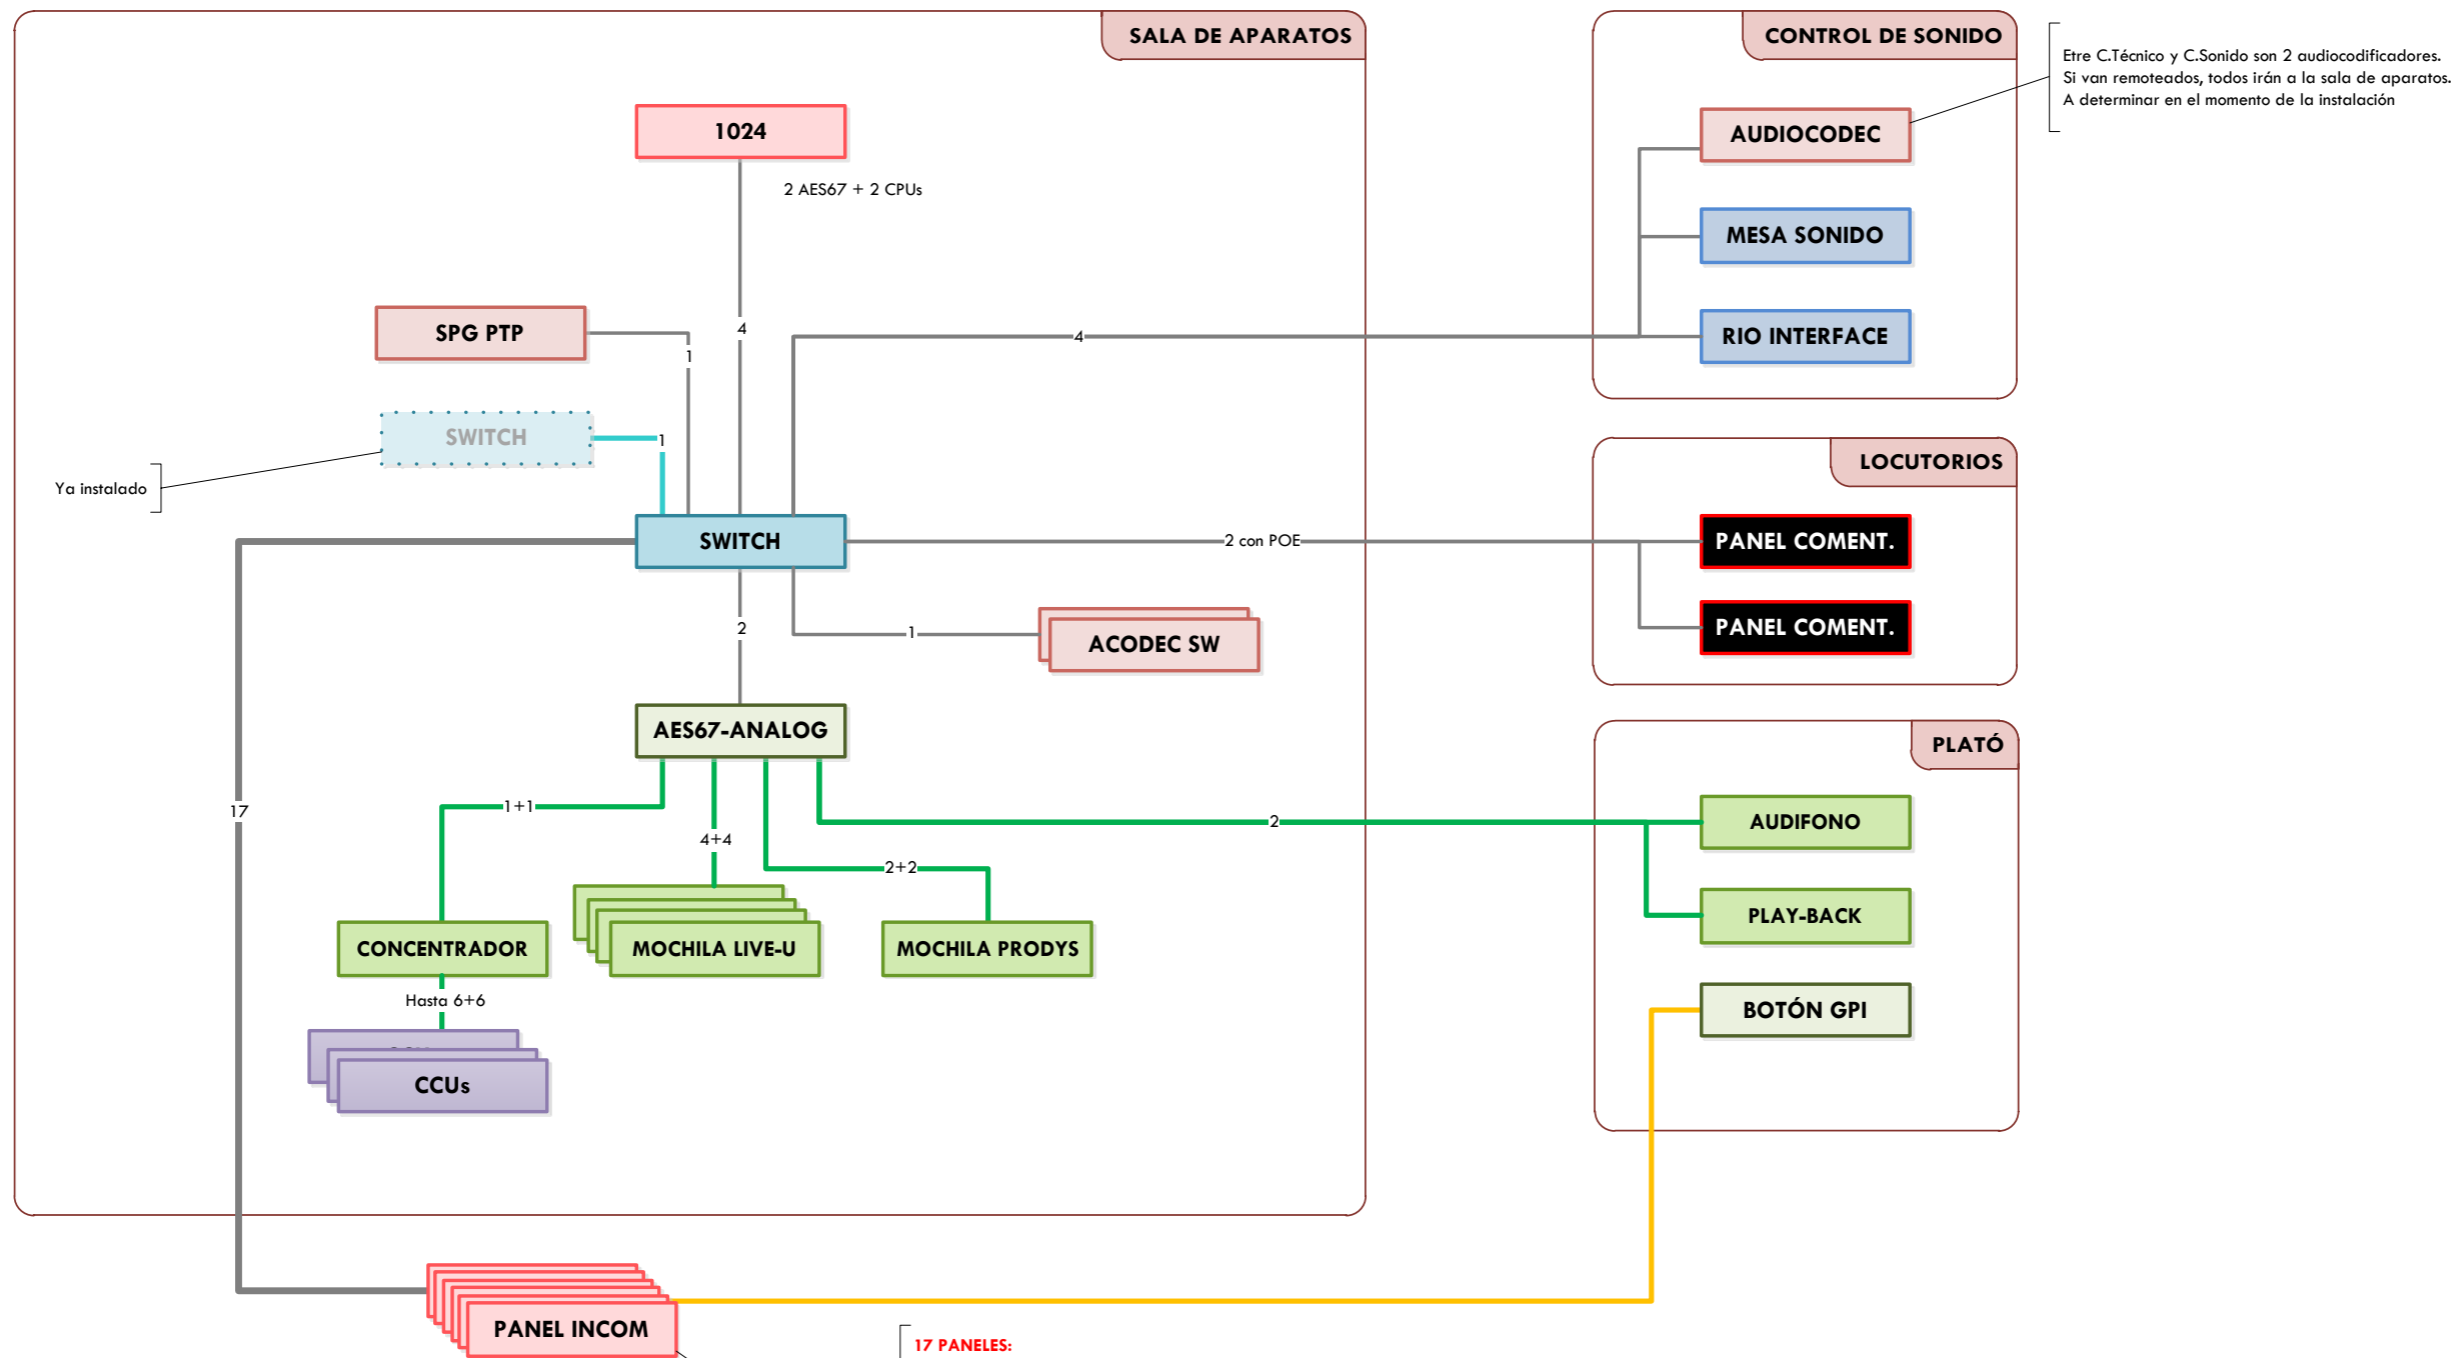 SALA DE APARATOS
CONTROL DE SONIDO
Etre C.Técnico y C.Sonido son 2 audiocodificadores.
Si van remoteados, todos irán a la sala de aparatos.
A determinar en el momento de la instalación
1024
AUDIOCODEC
2 AES67 + 2 CPUs
MESA SONIDO
SPG PTP
4
1
4
RIO INTERFACE
SWITCH
1
LOCUTORIOS
Ya instalado
SWITCH
2 con POE
PANEL COMENT.
2
1
ACODEC SW
PANEL COMENT.
AES67-ANALOG
PLATÓ
17
1+1
4+4
2+2
2
AUDIFONO
PLAY-BACK
CONCENTRADOR
MOCHILA LIVE-U
MOCHILA PRODYS
Hasta 6+6
BOTÓN GPI
CCUs
PANEL INCOM
17 PANELES: